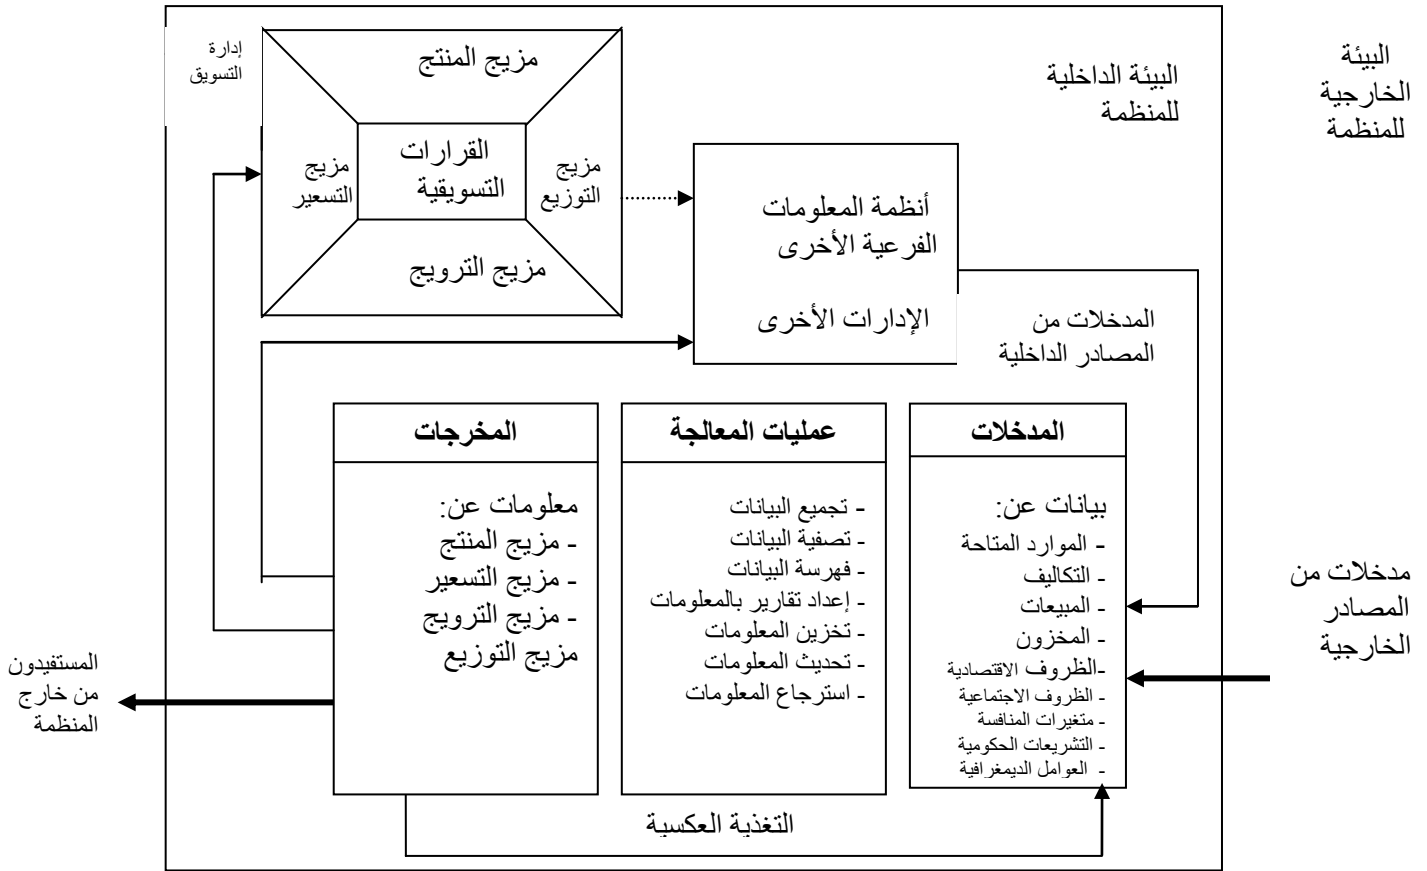 البيئة
الخارجية
للمنظمة
البيئة الداخلية
للمنظمة
إدارة
التسويق
مزيج المنتج
القرارات
التسويقية
مزيج
التوزيع
مزيج
التسعير
مزيج الترويج
أنظمة المعلومات
الفرعية الأخرى
الإدارات الأخرى
المدخلات من
المصادر الداخلية
المدخلات
بيانات عن:
- الموارد المتاحة
- التكاليف
- المبيعات
- المخزون
-الظروف الاقتصادية
- الظروف الاجتماعية
- متغيرات المنافسة
- التشريعات الحكومية
- العوامل الديمغرافية
عمليات المعالجة
- تجميع البيانات
- تصفية البيانات
- فهرسة البيانات
- إعداد تقارير بالمعلومات
- تخزين المعلومات
- تحديث المعلومات
- استرجاع المعلومات
المخرجات
معلومات عن:
- مزيج المنتج
- مزيج التسعير
- مزيج الترويج
مزيج التوزيع
مدخلات من
المصادر
الخارجية
المستفيدون
من خارج
المنظمة
التغذية العكسية